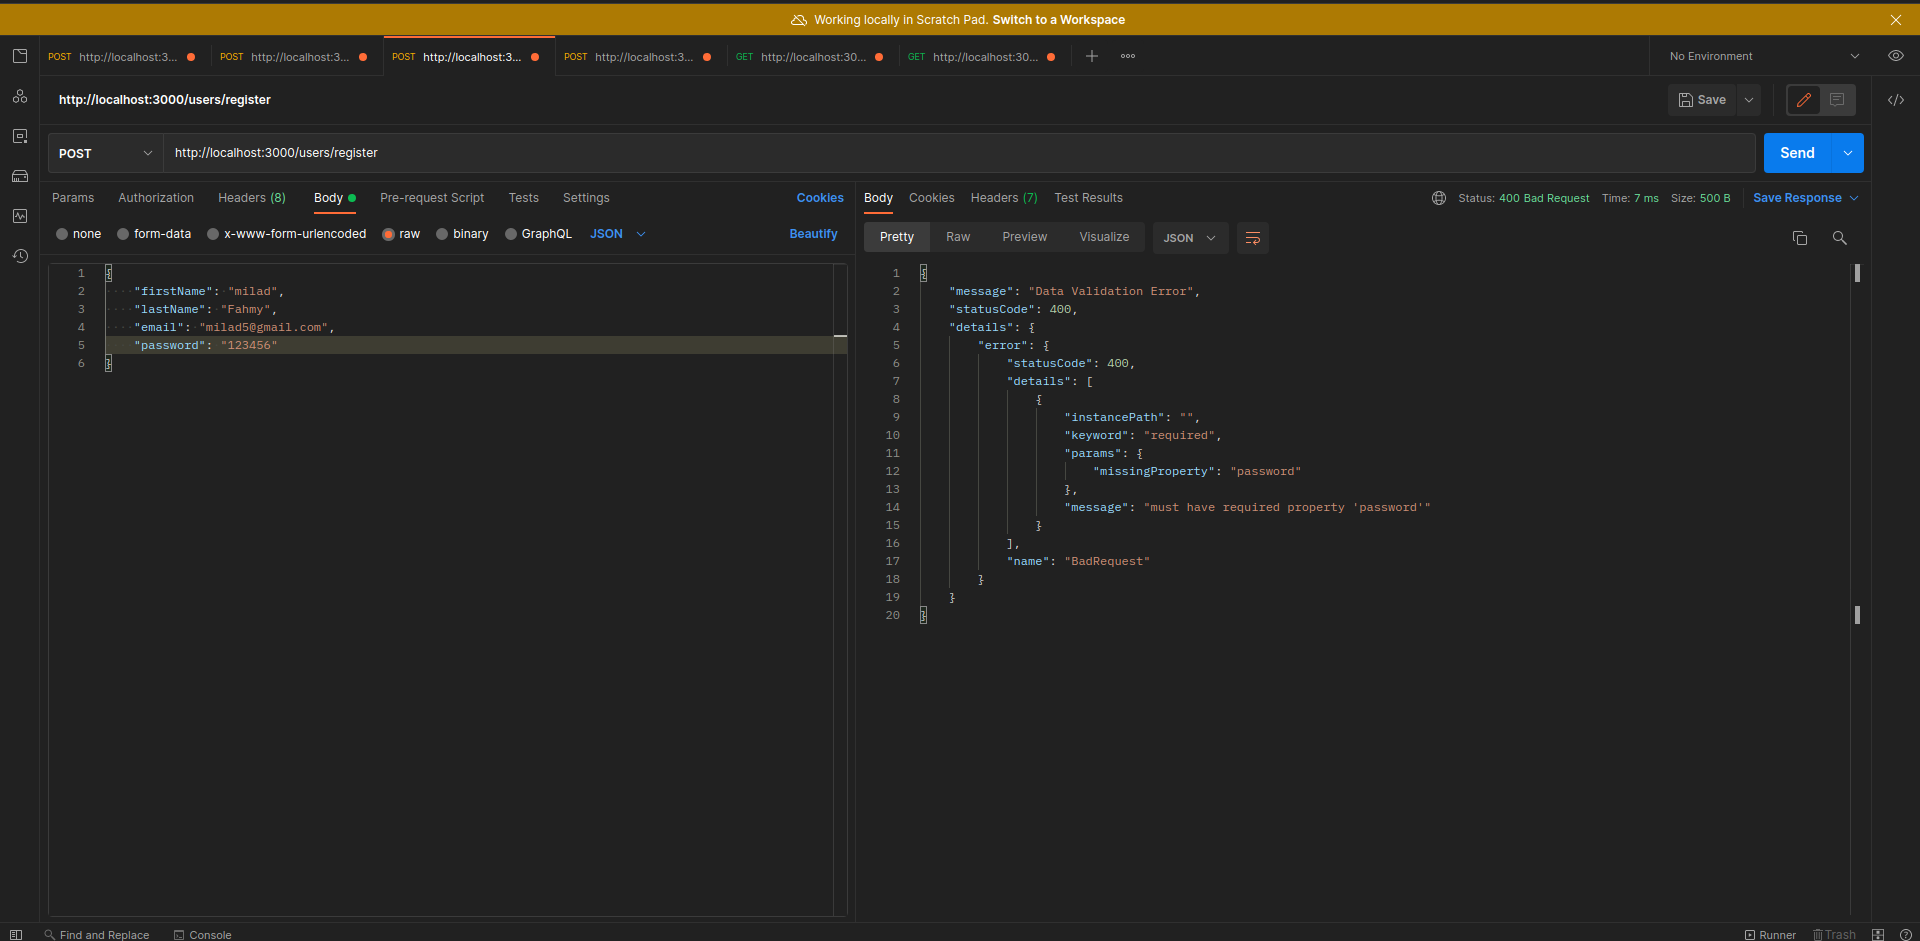 Working locally in Scratch Pad. Switch to a Workspace
POST http://localhost:3... POST http://localhost:3... POST http://localhost:3... POST http://localhost:3... GET http://localhost:30... GET http://localhost:30... No Environment
http://localhost:3000/users/register Save
POST http://localhost:3000/users/register Send
Params Authorization Headers (8) Body Pre-request Script Tests Settings Cookies
none form-data x-www-form-urlencoded raw binary GraphQL JSON Beautify
1 {
2 "firstName": "milad",
3 "lastName": "Fahmy",
4 "email": "milad5@gmail.com",
5 "password": "123456"
6 }
Body Cookies Headers (7) Test Results Status: 400 Bad Request Time: 7 ms Size: 500 B Save Response
Pretty Raw Preview Visualize JSON
1 {
2 "message": "Data Validation Error",
3 "statusCode": 400,
4 "details": {
5 "error": {
6 "statusCode": 400,
7 "details": [
8 {
9 "instancePath": "",
10 "keyword": "required",
11 "params": {
12 "missingProperty": "password"
13 },
14 "message": "must have required property 'password'"
15 }
16 ],
17 "name": "BadRequest"
18 }
19 }
20 }
Find and Replace Console Runner Trash